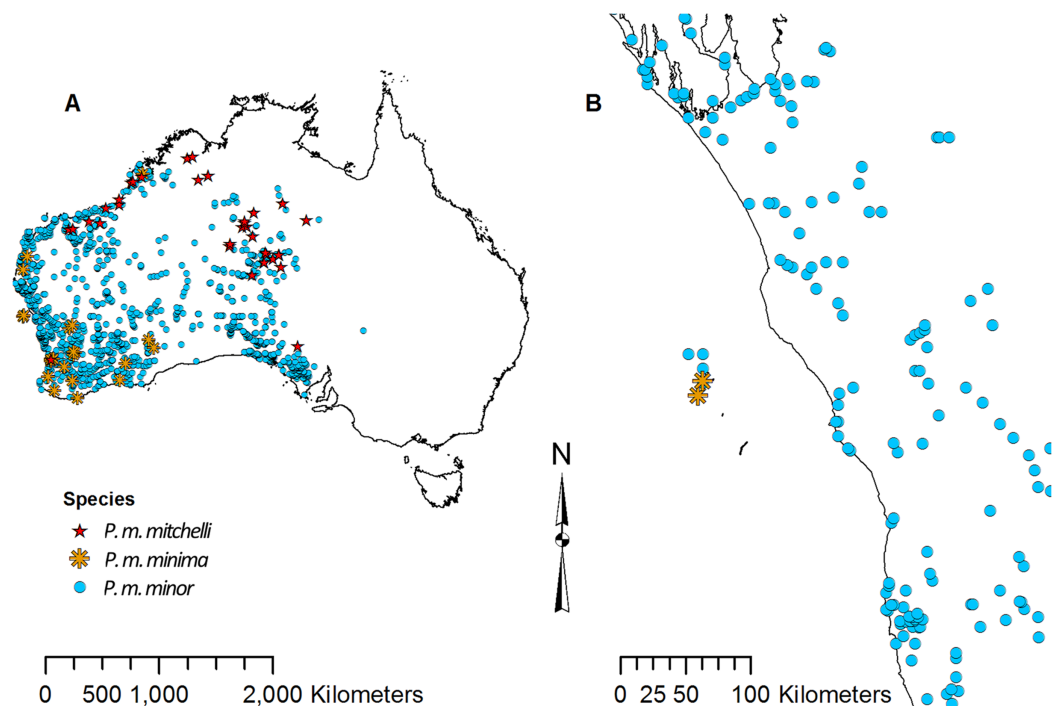 A
B
N
Species
P. m. mitchelli
P. m. minima
P. m. minor
0 500 1,000 2,000 Kilometers
0 25 50 100 Kilometers